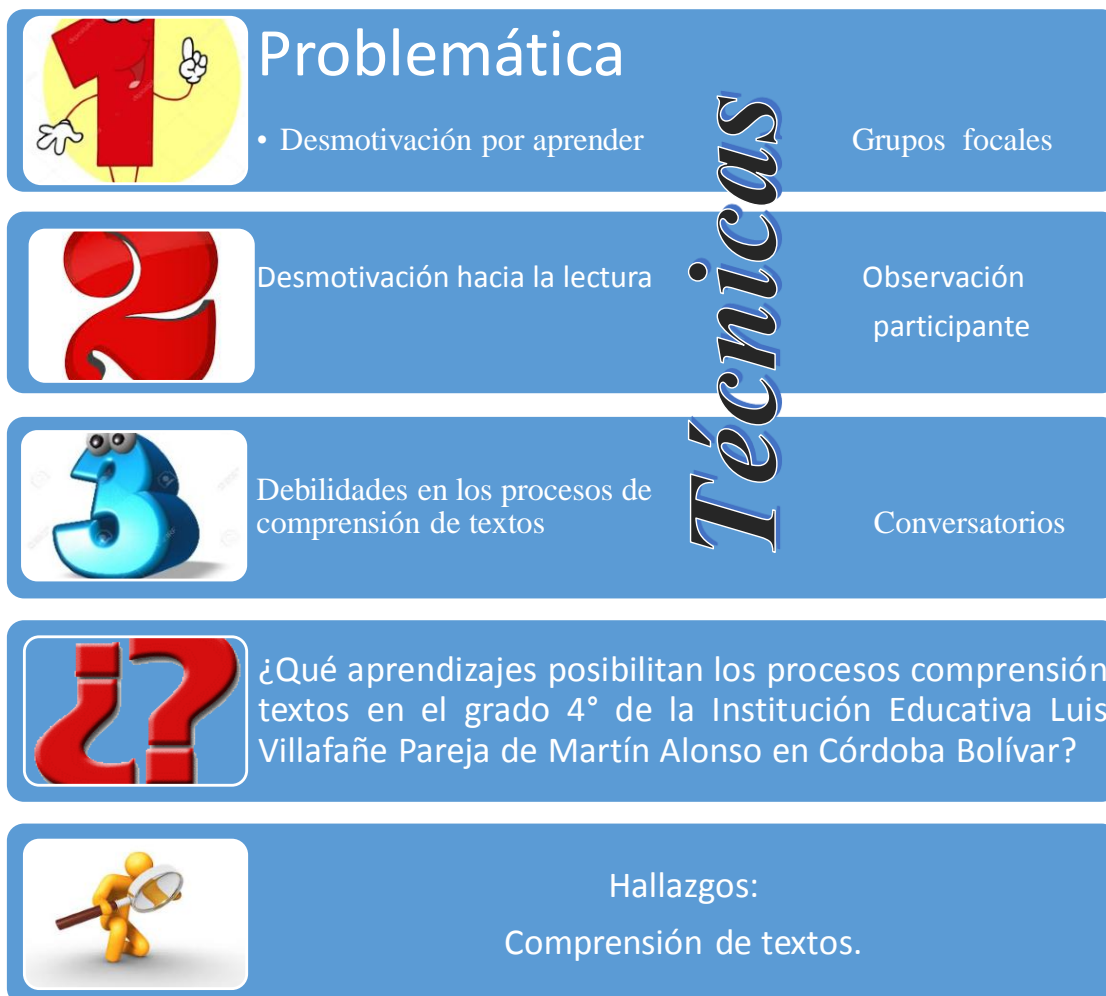 Problemática
• Desmotivación por aprender
Grupos focales
Técnicas
Desmotivación hacia la lectura
Observación
participante
Debilidades en los procesos de
comprensión de textos
Conversatorios
¿Qué aprendizajes posibilitan los procesos comprensión
textos en el grado 4° de la Institución Educativa Luis
Villafañe Pareja de Martín Alonso en Córdoba Bolívar?
Hallazgos:
Comprensión de textos.